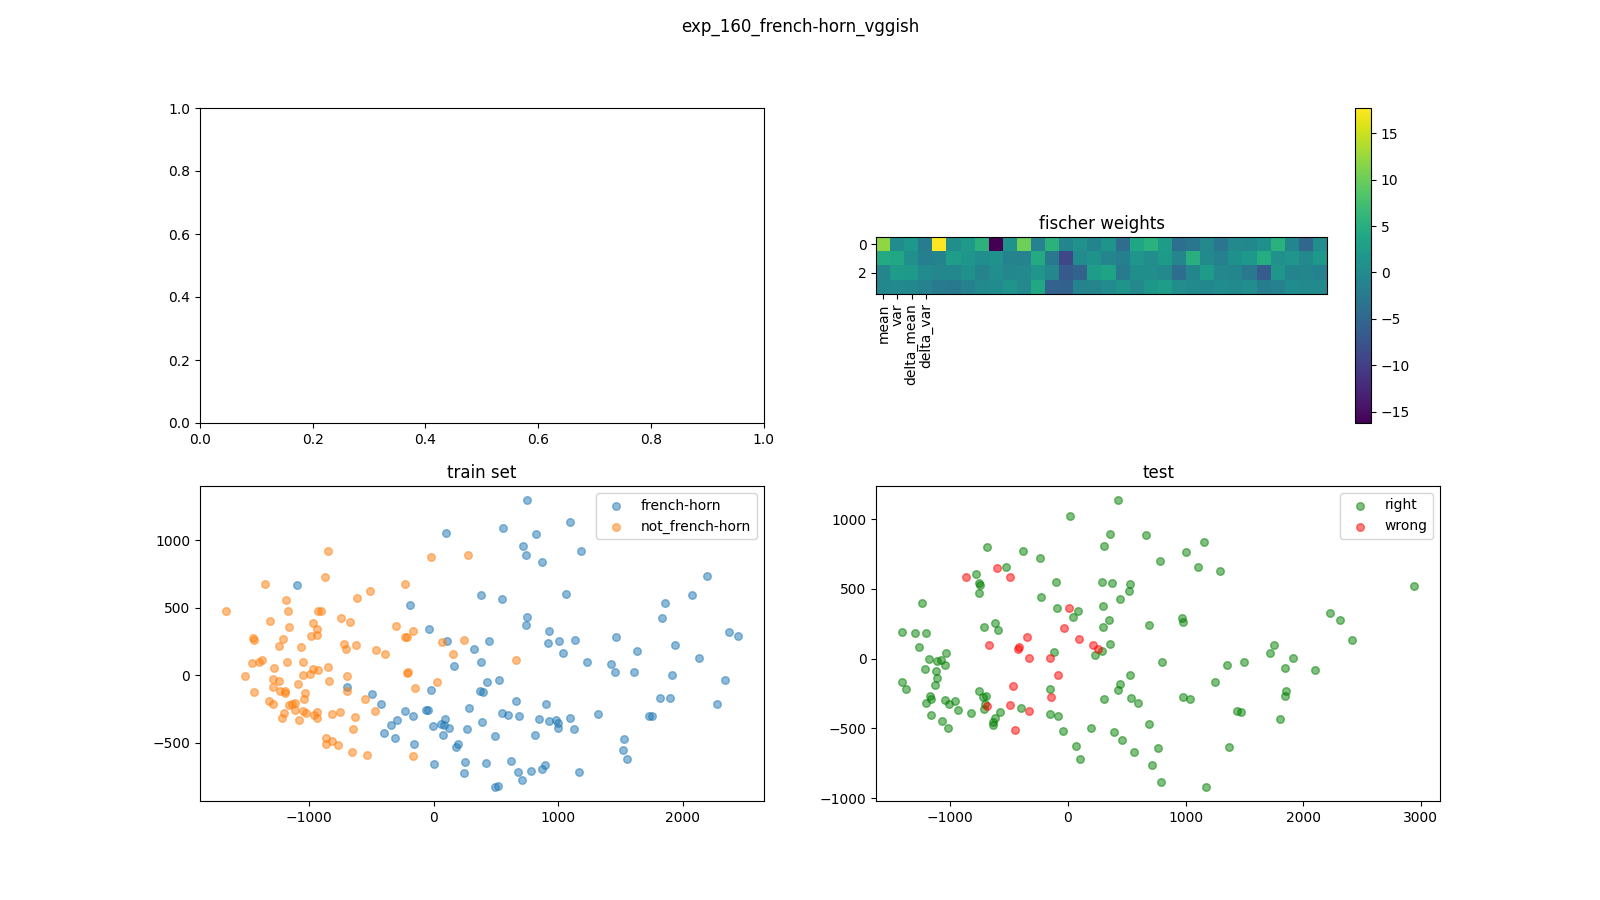 exp_160_french-horn_vggish
1.0
0.8
0.6
0.4
0.2
0.0
0.0 0.2 0.4 0.6 0.8 1.0
fischer weights
0
2
mean
var
delta_mean
delta_var
15
10
5
0
−5
−10
−15
train set
french-horn
not_french-horn
1000
500
0
−500
−1000 0 1000 2000
test
right
wrong
1000
500
0
−500
−1000
−1000 0 1000 2000 3000